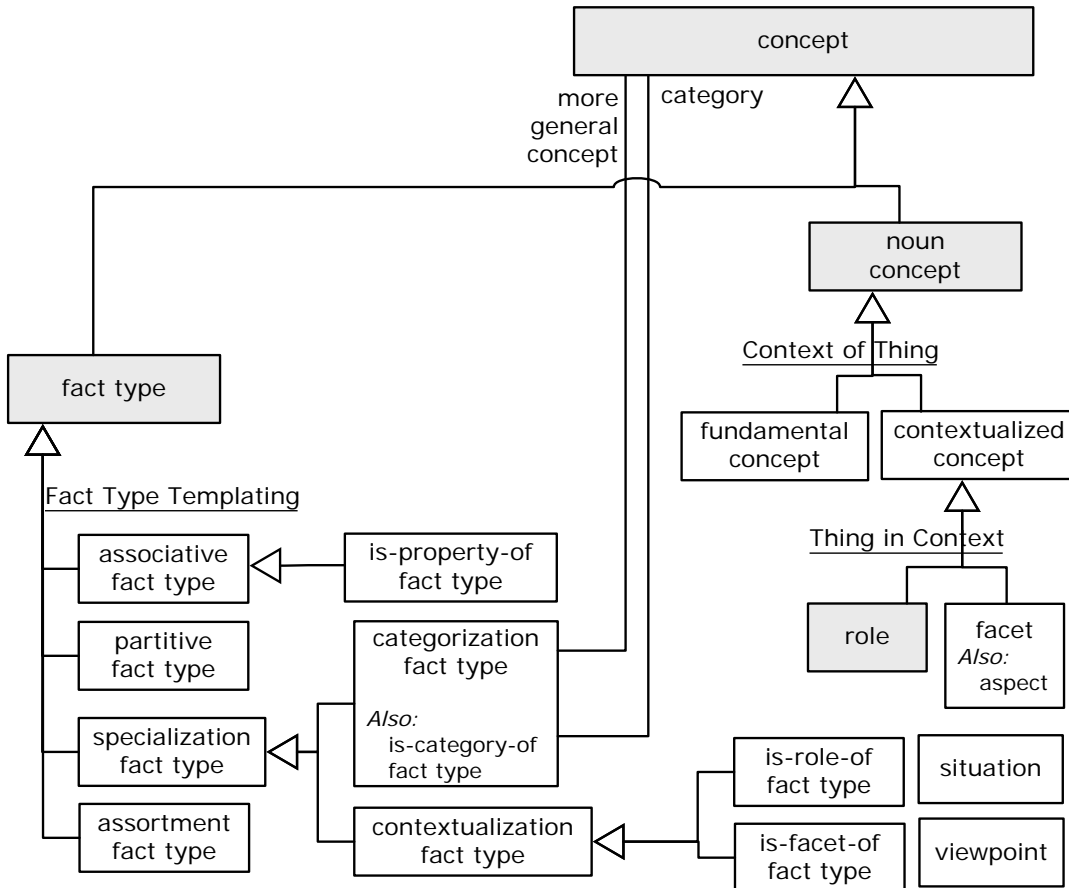 concept
more
general
concept
category
noun
concept
Context of Thing
fact type
fundamental
concept
contextualized
concept
Fact Type Templating
Thing in Context
associative
fact type
is-property-of
fact type
role
facet
Also:
aspect
partitive
fact type
categorization
fact type
Also:
is-category-of
fact type
specialization
fact type
is-role-of
fact type
situation
assortment
fact type
contextualization
fact type
is-facet-of
fact type
viewpoint